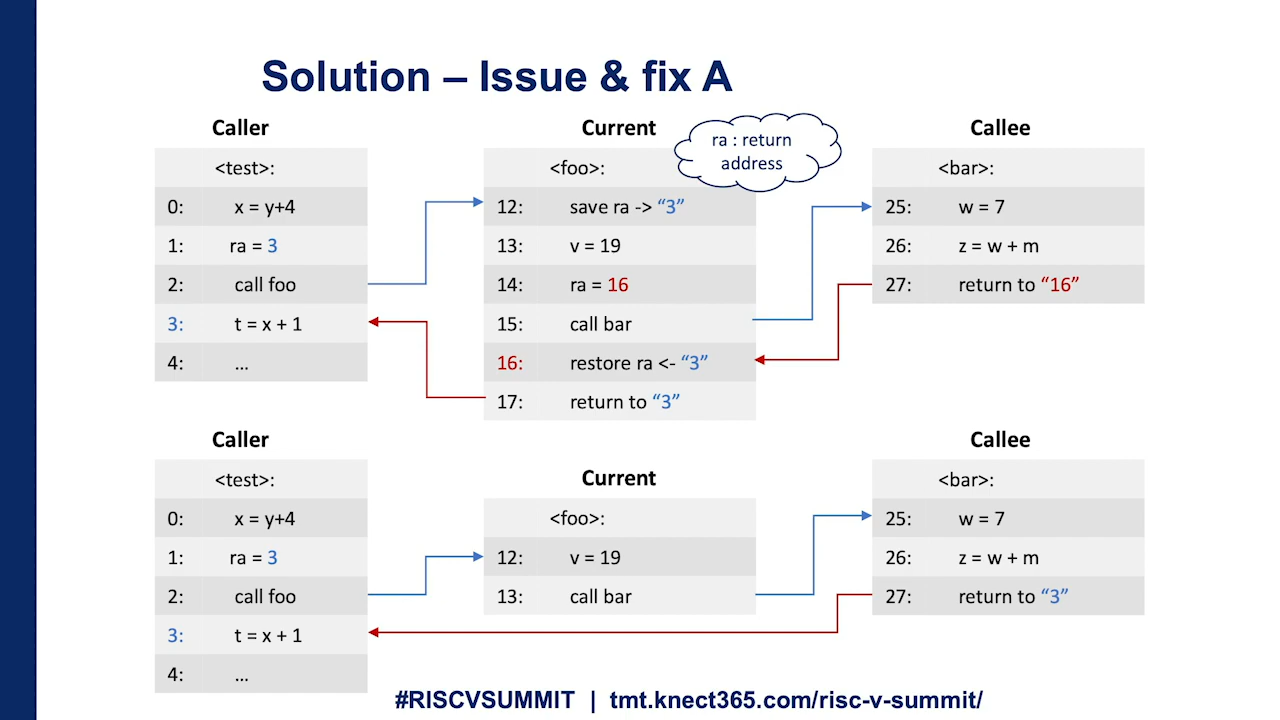 Solution – Issue & fix A
Caller
<test>:
0: x = y+4
1: ra = 3
2: call foo
3: t = x + 1
4: ...
Current
<foo>:
12: save ra -> “3”
13: v = 19
14: ra = 16
15: call bar
16: restore ra <- “3”
17: return to “3”
ra : return
address
Callee
<bar>:
25: w = 7
26: z = w + m
27: return to “16”
Caller
<test>:
0: x = y+4
1: ra = 3
2: call foo
3: t = x + 1
4: ...
Current
<foo>:
12: v = 19
13: call bar
Callee
<bar>:
25: w = 7
26: z = w + m
27: return to “3”
#RISCVSUMMIT | tmt.knect365.com/risc-v-summit/